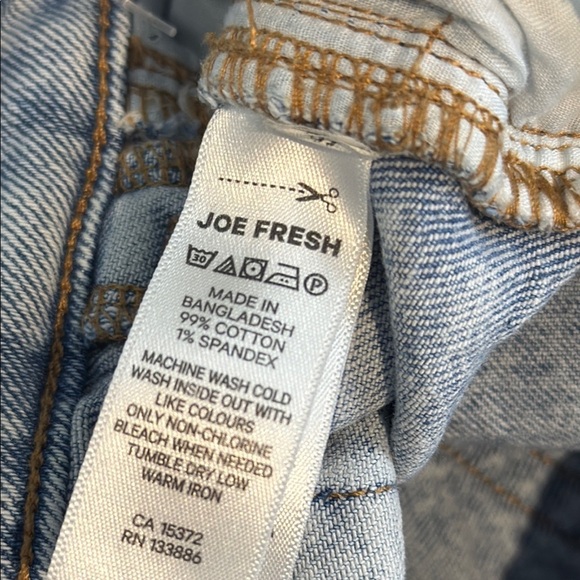 JOE FRESH
30 P
MADE IN
BANGLADESH
99% COTTON
1% SPANDEX
MACHINE WASH COLD
WASH INSIDE OUT WITH
LIKE COLOURS
ONLY NON-CHLORINE
BLEACH WHEN NEEDED
TUMBLE DRY LOW
WARM IRON
CA 15372
RN 133886